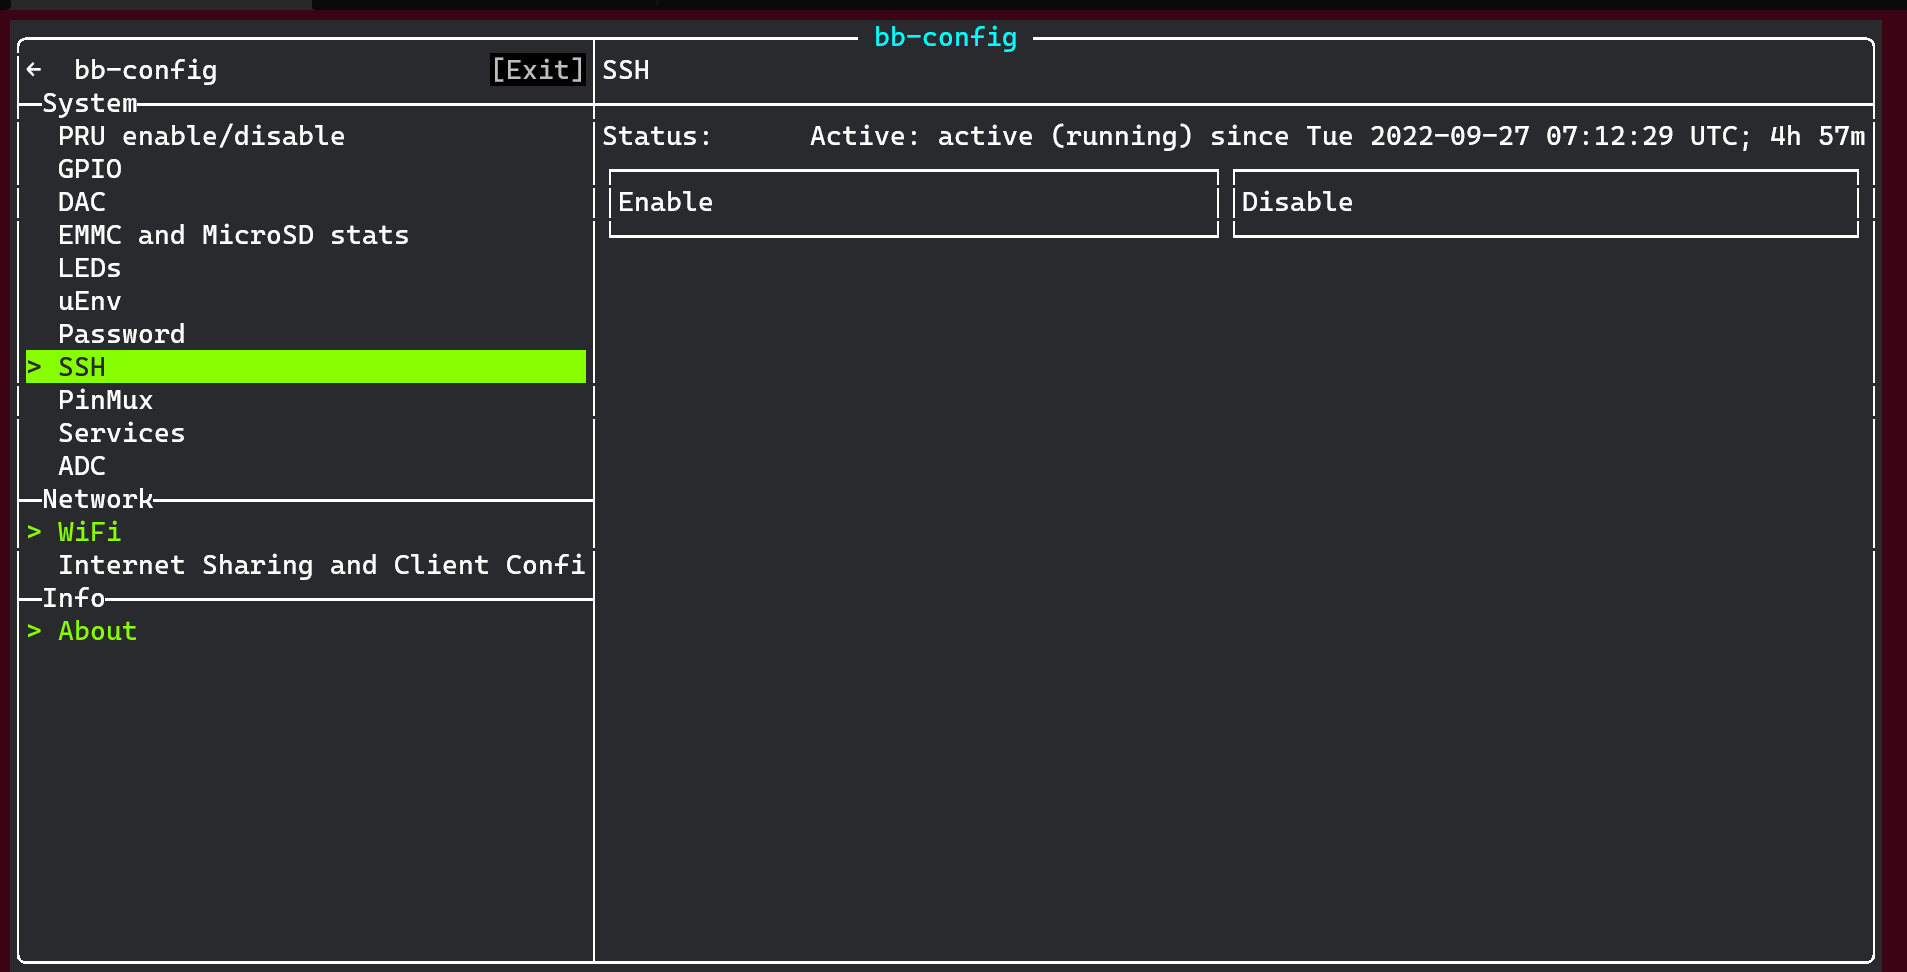 bb-config
← bb-config [Exit]
System
PRU enable/disable
GPIO
DAC
EMMC and MicroSD stats
LEDs
uEnv
Password
> SSH
PinMux
Services
ADC
Network
> WiFi
Internet Sharing and Client Confi
Info
> About
SSH
Status: Active: active (running) since Tue 2022-09-27 07:12:29 UTC; 4h 57m
Enable Disable